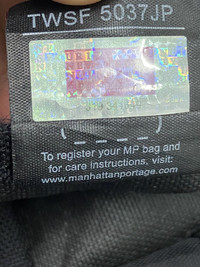 TWSF 5037JP
To register your MP bag and
for care instructions, visit:
www.manhattanportage.com